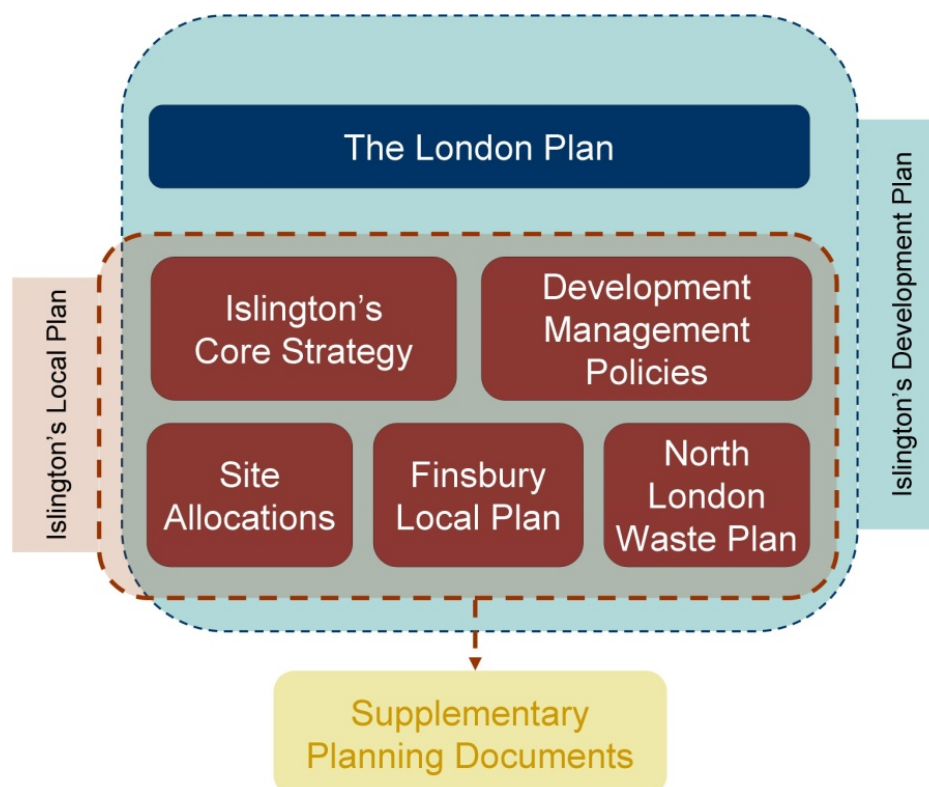 The London Plan
Islington’s
Core Strategy
Development
Management
Policies
Site
Allocations
Finsbury
Local Plan
North
London
Waste Plan
Islington’s Local Plan
Islington’s Development Plan
Supplementary
Planning Documents